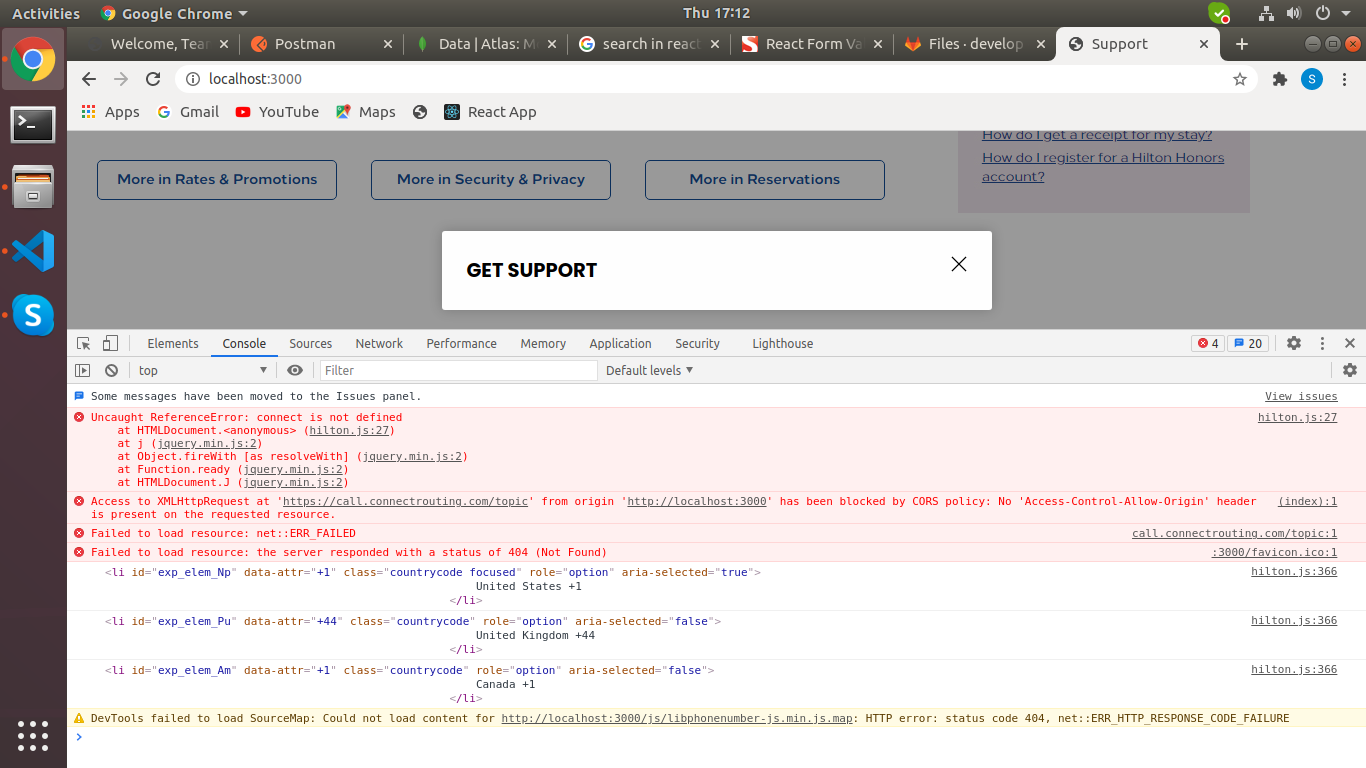 Activities
Google Chrome
Thu 17:12
Welcome, Tear
Postman
Data | Atlas: M
search in react
React Form Va
Files · develop
Support
localhost:3000
S
Apps
Gmail
YouTube
Maps
React App
How do I get a receipt for my stay?
How do I register for a Hilton Honors
account?
More in Rates & Promotions
More in Security & Privacy
More in Reservations
GET SUPPORT
Elements
Console
Sources
Network
Performance
Memory
Application
Security
Lighthouse
4
20
top
Filter
Default levels
Some messages have been moved to the Issues panel.
View issues
Uncaught ReferenceError: connect is not defined
hilton.js:27
at HTMLDocument.<anonymous> (hilton.js:27)
at j (jquery.min.js:2)
at Object.fireWith [as resolveWith] (jquery.min.js:2)
at Function.ready (jquery.min.js:2)
at HTMLDocument.J (jquery.min.js:2)
Access to XMLHttpRequest at 'https://call.connectrouting.com/topic' from origin 'http://localhost:3000' has been blocked by CORS policy: No 'Access-Control-Allow-Origin' header
(index):1
is present on the requested resource.
Failed to load resource: net::ERR_FAILED
call.connectrouting.com/topic:1
Failed to load resource: the server responded with a status of 404 (Not Found)
:3000/favicon.ico:1
<li id="exp_elem_Np" data-attr="+1" class="countrycode focused" role="option" aria-selected="true">
hilton.js:366
United States +1
</li>
<li id="exp_elem_Pu" data-attr="+44" class="countrycode" role="option" aria-selected="false">
hilton.js:366
United Kingdom +44
</li>
<li id="exp_elem_Am" data-attr="+1" class="countrycode" role="option" aria-selected="false">
hilton.js:366
Canada +1
</li>
DevTools failed to load SourceMap: Could not load content for http://localhost:3000/js/libphonenumber-js.min.js.map: HTTP error: status code 404, net::ERR_HTTP_RESPONSE_CODE_FAILURE